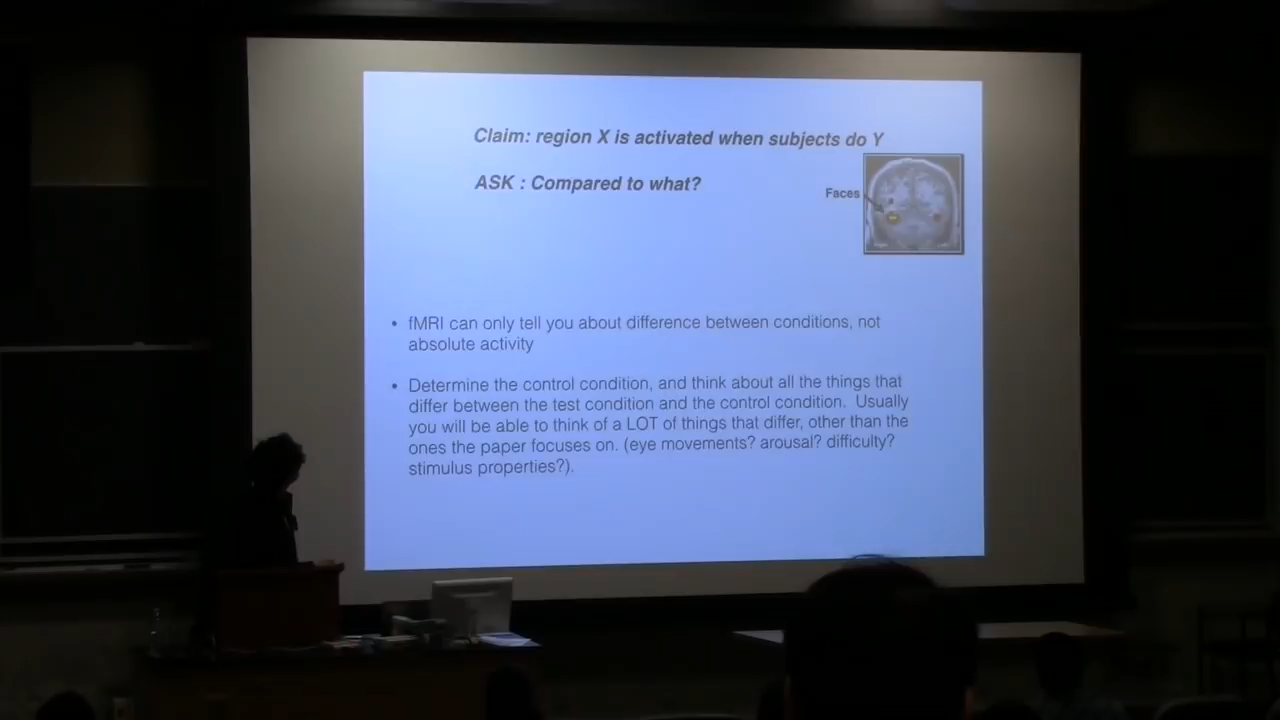 Claim: region X is activated when subjects do Y
ASK : Compared to what?
Faces
• fMRI can only tell you about difference between conditions, not
absolute activity
• Determine the control condition, and think about all the things that
differ between the test condition and the control condition. Usually
you will be able to think of a LOT of things that differ, other than the
ones the paper focuses on. (eye movements? arousal? difficulty?
stimulus properties?).